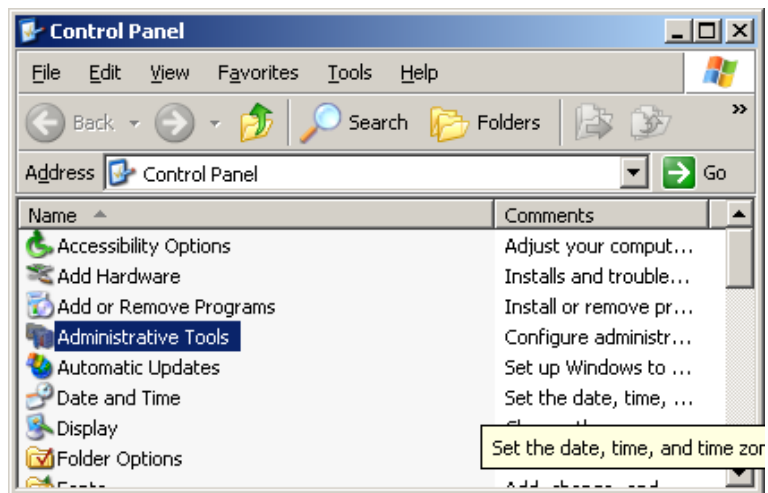 Control Panel
File Edit View Favorites Tools Help
Back Search Folders »
Address Control Panel Go
Name Comments
Accessibility Options Adjust your comput...
Add Hardware Installs and trouble...
Add or Remove Programs Install or remove pr...
Administrative Tools Configure administr...
Automatic Updates Set up Windows to ...
Date and Time Set the date, time, ...
Display
Set the date, time, and time zon
Folder Options